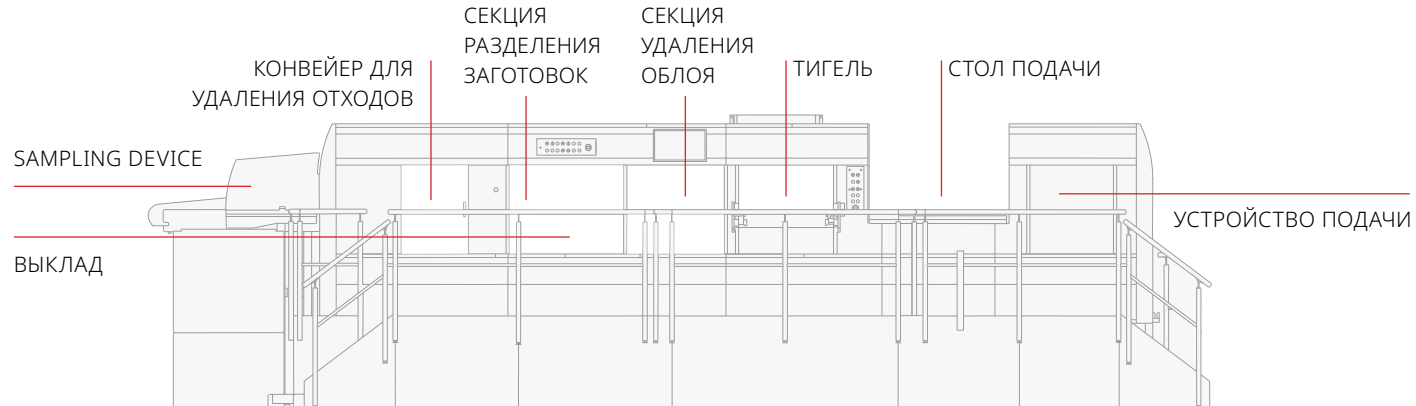 СЕКЦИЯ
РАЗДЕЛЕНИЯ
ЗАГОТОВОК
СЕКЦИЯ
УДАЛЕНИЯ
ОБЛОЯ
КОНВЕЙЕР ДЛЯ
УДАЛЕНИЯ ОТХОДОВ
ТИГЕЛЬ
СТОЛ ПОДАЧИ
SAMPLING DEVICE
УСТРОЙСТВО ПОДАЧИ
ВЫКЛАД